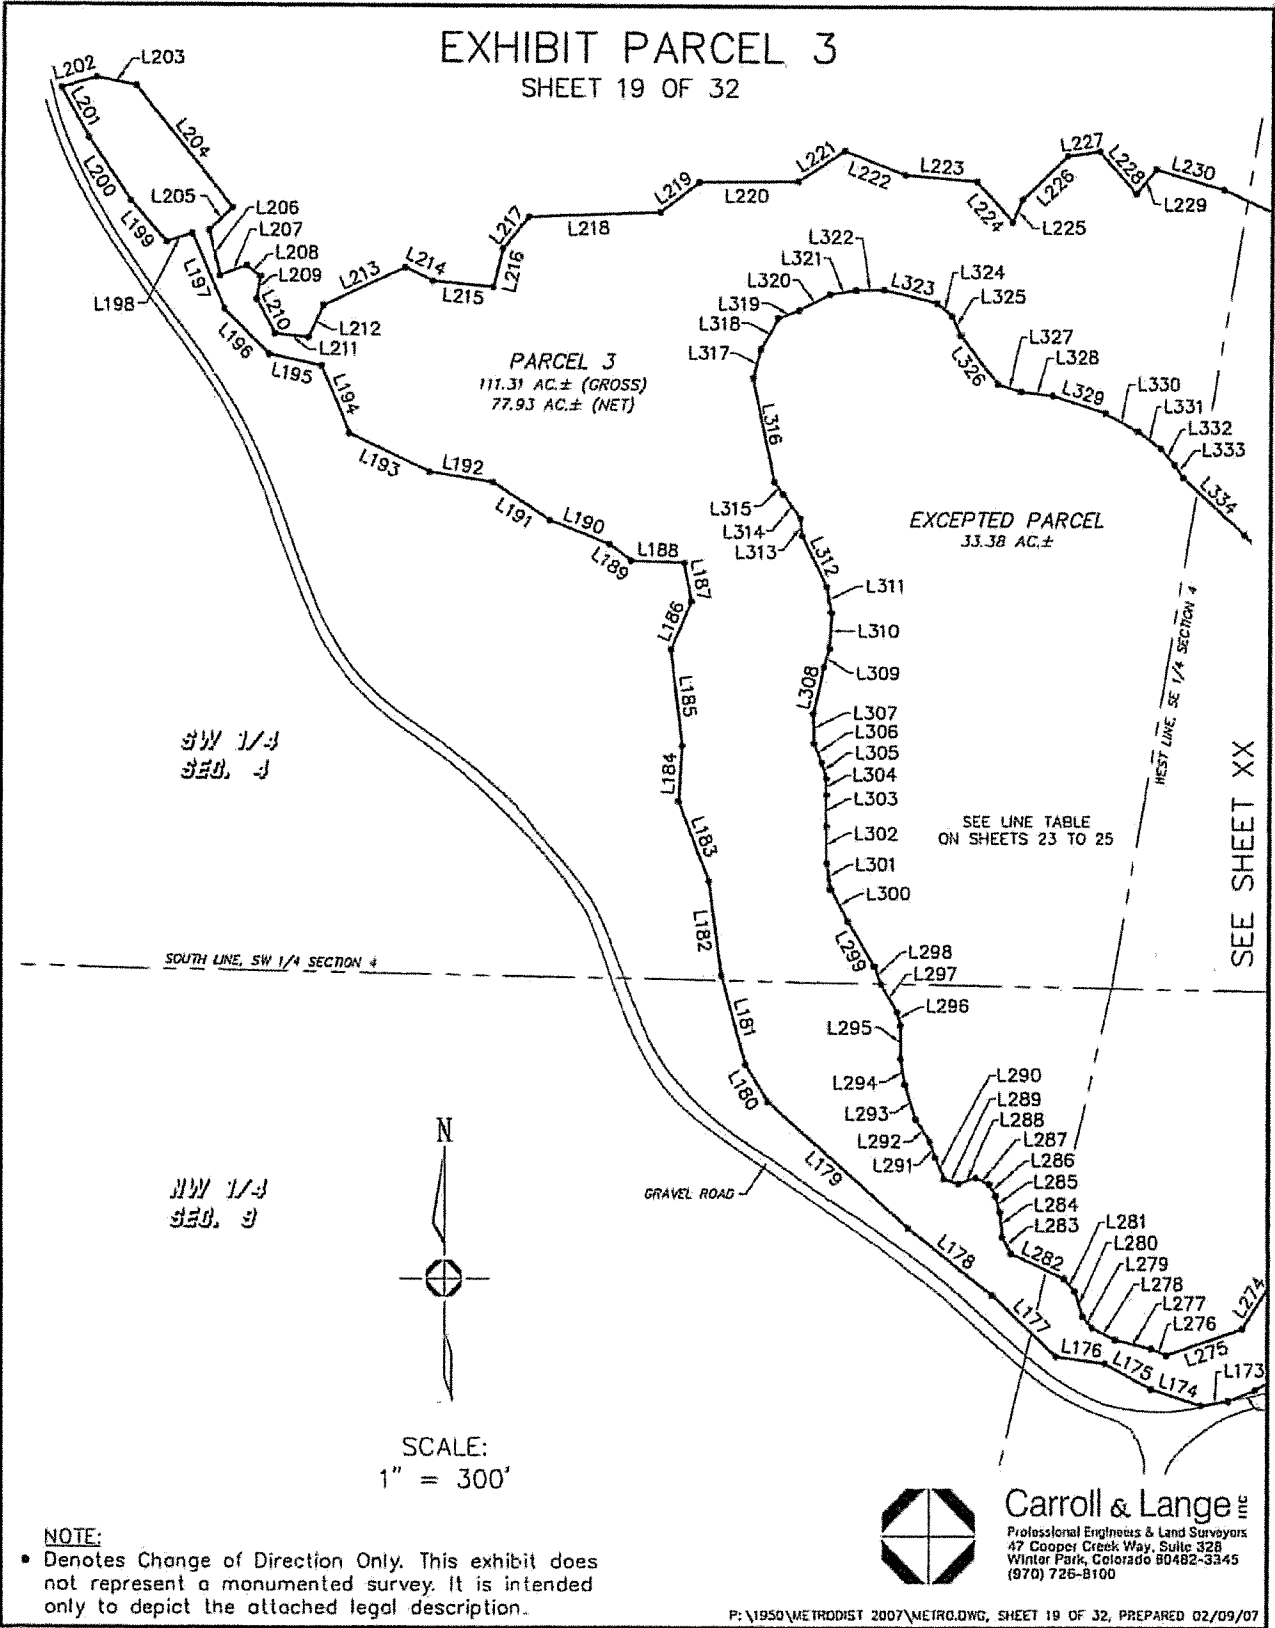 EXHIBIT PARCEL 3
SHEET 19 OF 32
L202
L203
L201
L204
L200
L205
L206
L199
L207
L208
L209
L198
L197
L210
L213
L214
L212
L211
L215
L216
L217
L218
L219
L220
L221
L222
L223
L224
L225
L226
L227
L228
L229
L230
L196
L195
L194
PARCEL 3
111.31 AC.± (GROSS)
77.93 AC.± (NET)
L322
L321
L320
L319
L318
L317
L323
L324
L325
L326
L327
L328
L329
L330
L331
L332
L333
L334
L316
L193
L192
L191
L190
L189
L188
L187
L186
L315
L314
L313
L312
EXCEPTED PARCEL
33.38 AC.±
L311
L310
L309
L308
L307
L306
L305
L304
L303
L302
L301
L300
L185
L184
L183
L182
WEST LINE, SE 1/4 SECTION 4
SW 1/4
SEC. 4
SEE LINE TABLE
ON SHEETS 23 TO 25
SEE SHEET XX
SOUTH LINE, SW 1/4 SECTION 4
L299
L298
L297
L296
L295
L294
L293
L292
L291
L290
L289
L288
L287
L286
L285
L284
L283
L282
L281
L280
L279
L278
L277
L276
L275
L274
L181
L180
L179
L178
L177
L176
L175
L174
L173
GRAVEL ROAD
NW 1/4
SEC. 9
N
SCALE:
1" = 300'
Carroll & Lange INC
Professional Engineers & Land Surveyors
47 Cooper Creek Way, Suite 328
Winter Park, Colorado 80482-3345
(970) 726-8100
NOTE:
• Denotes Change of Direction Only. This exhibit does
not represent a monumented survey. It is intended
only to depict the attached legal description.
P:\1950\METRODIST 2007\METRO.DWG, SHEET 19 OF 32, PREPARED 02/09/07